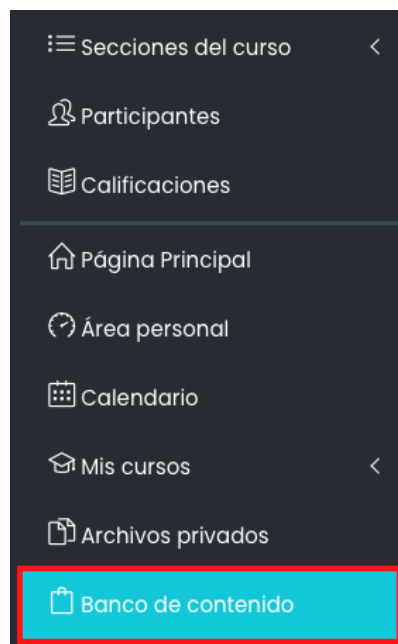 Secciones del curso
Participantes
Calificaciones
Página Principal
Área personal
Calendario
Mis cursos
Archivos privados
Banco de contenido